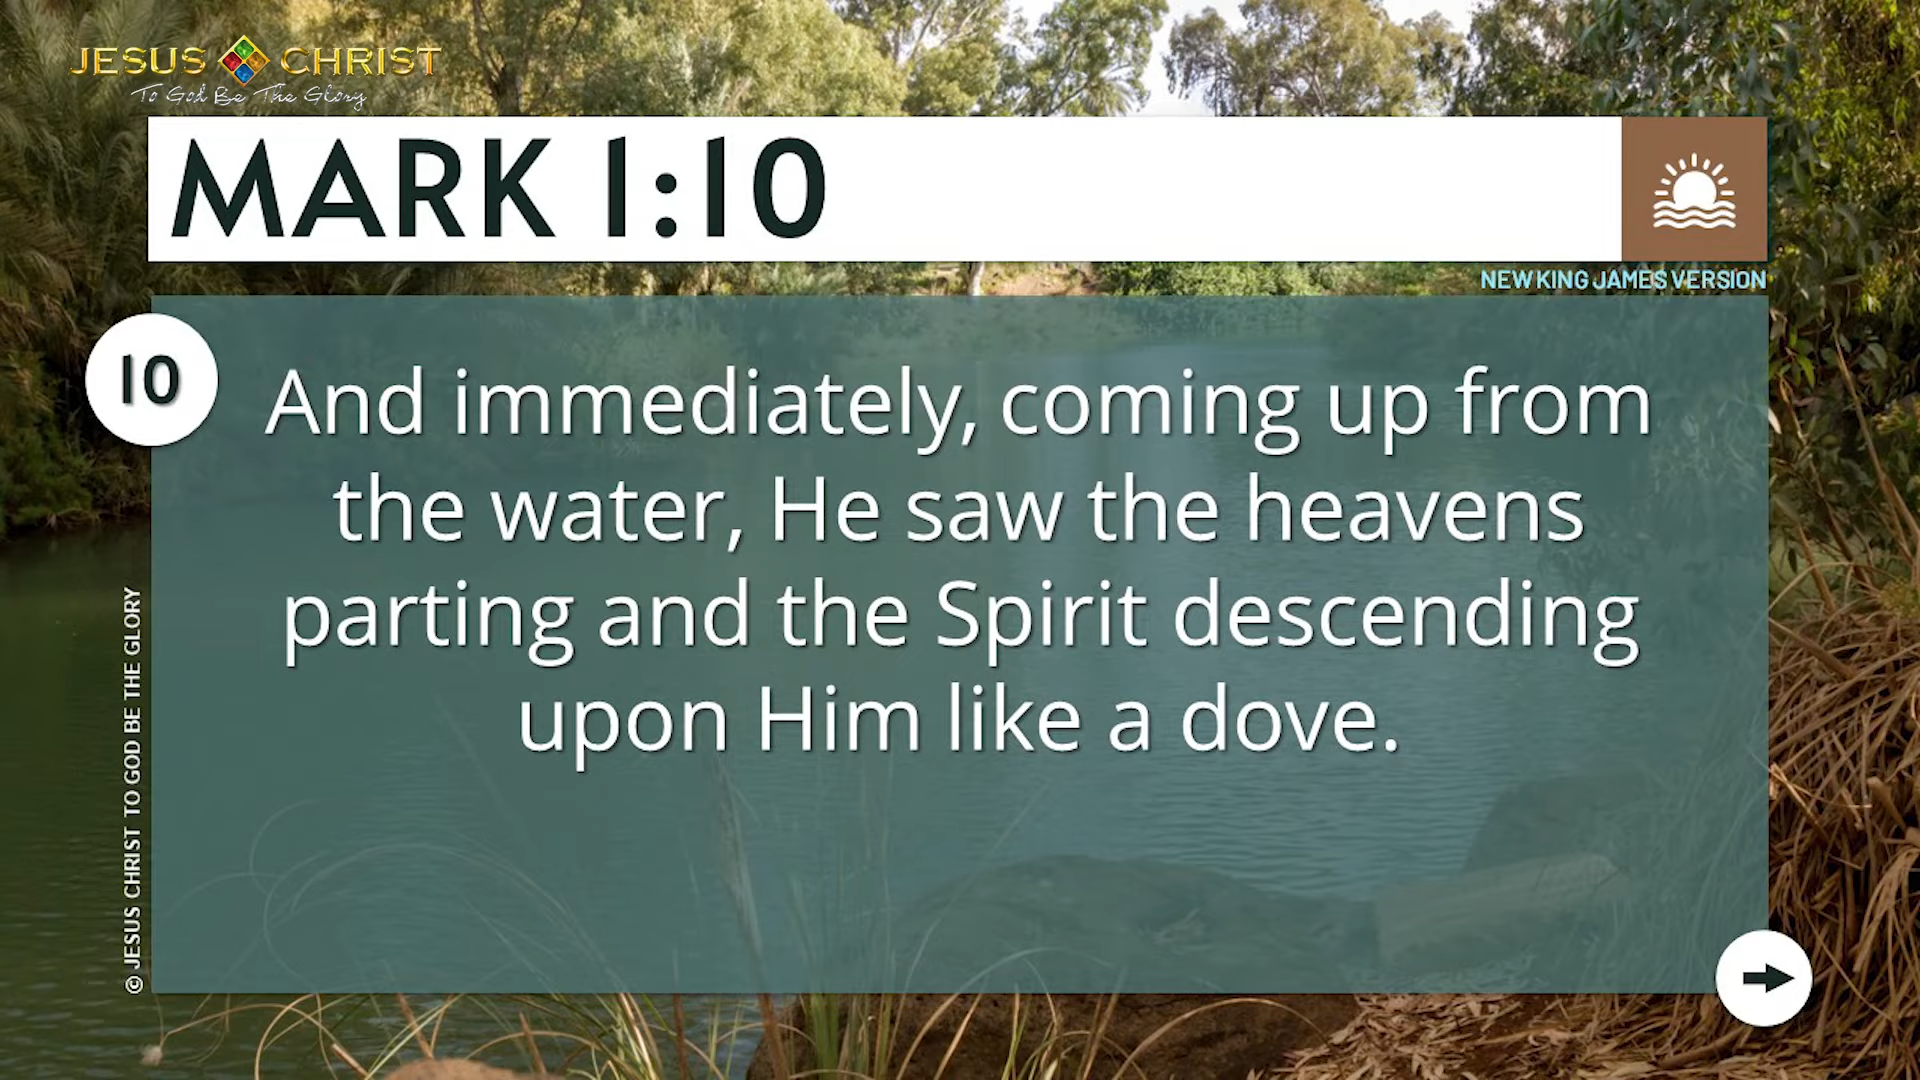 JESUS CHRIST
To God Be The Glory
MARK 1:10
NEW KING JAMES VERSION
10
And immediately, coming up from
the water, He saw the heavens
parting and the Spirit descending
upon Him like a dove.
© JESUS CHRIST TO GOD BE THE GLORY